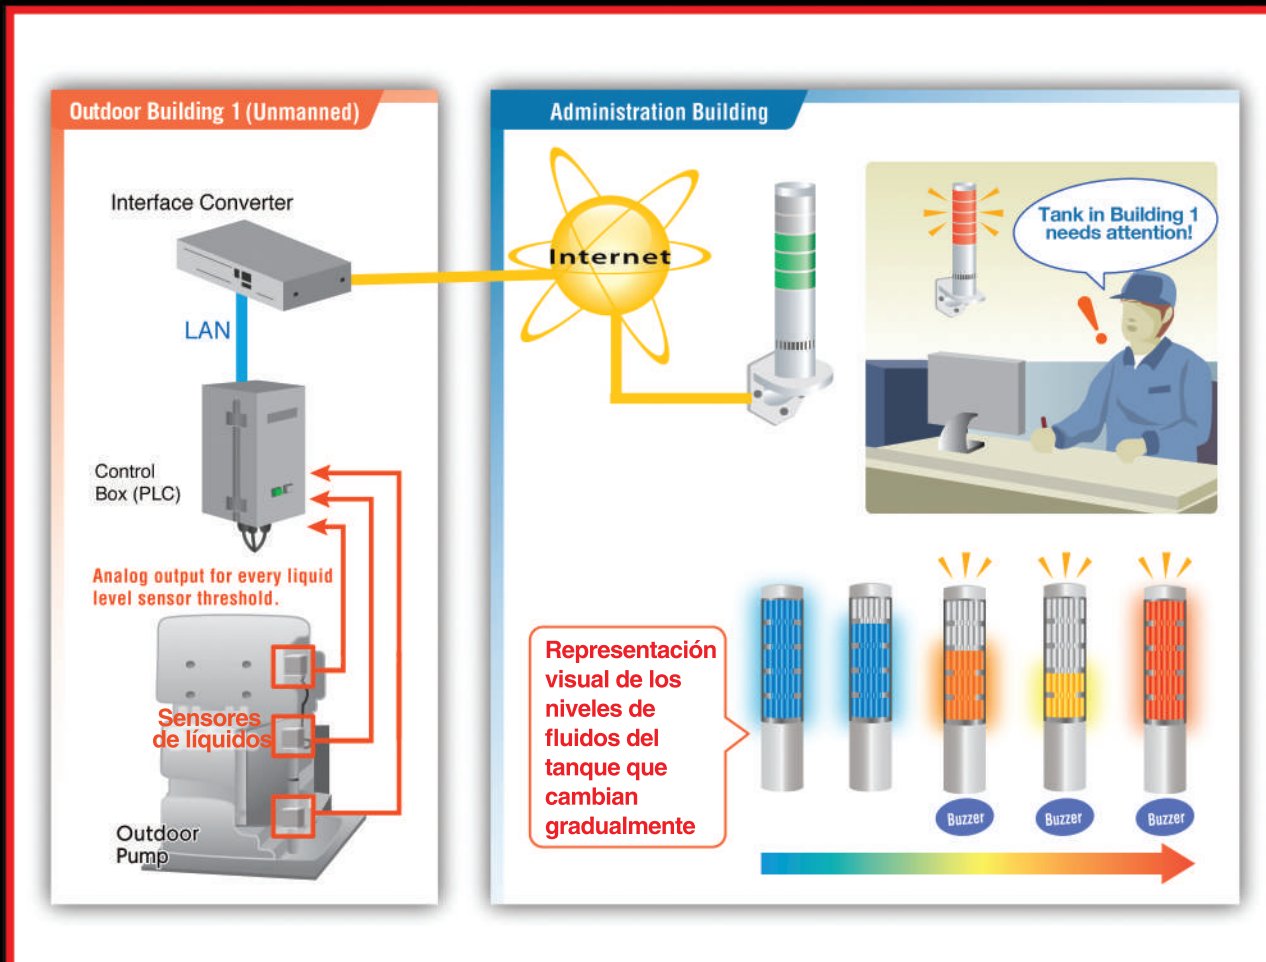 Outdoor Building 1 (Unmanned)
Interface Converter
LAN
Control
Box (PLC)
Analog output for every liquid
level sensor threshold.
Sensores
de líquidos
Outdoor
Pump
Administration Building
Internet
Tank in Building 1
needs attention!
Representación
visual de los
niveles de
fluidos del
tanque que
cambian
gradualmente
Buzzer
Buzzer
Buzzer